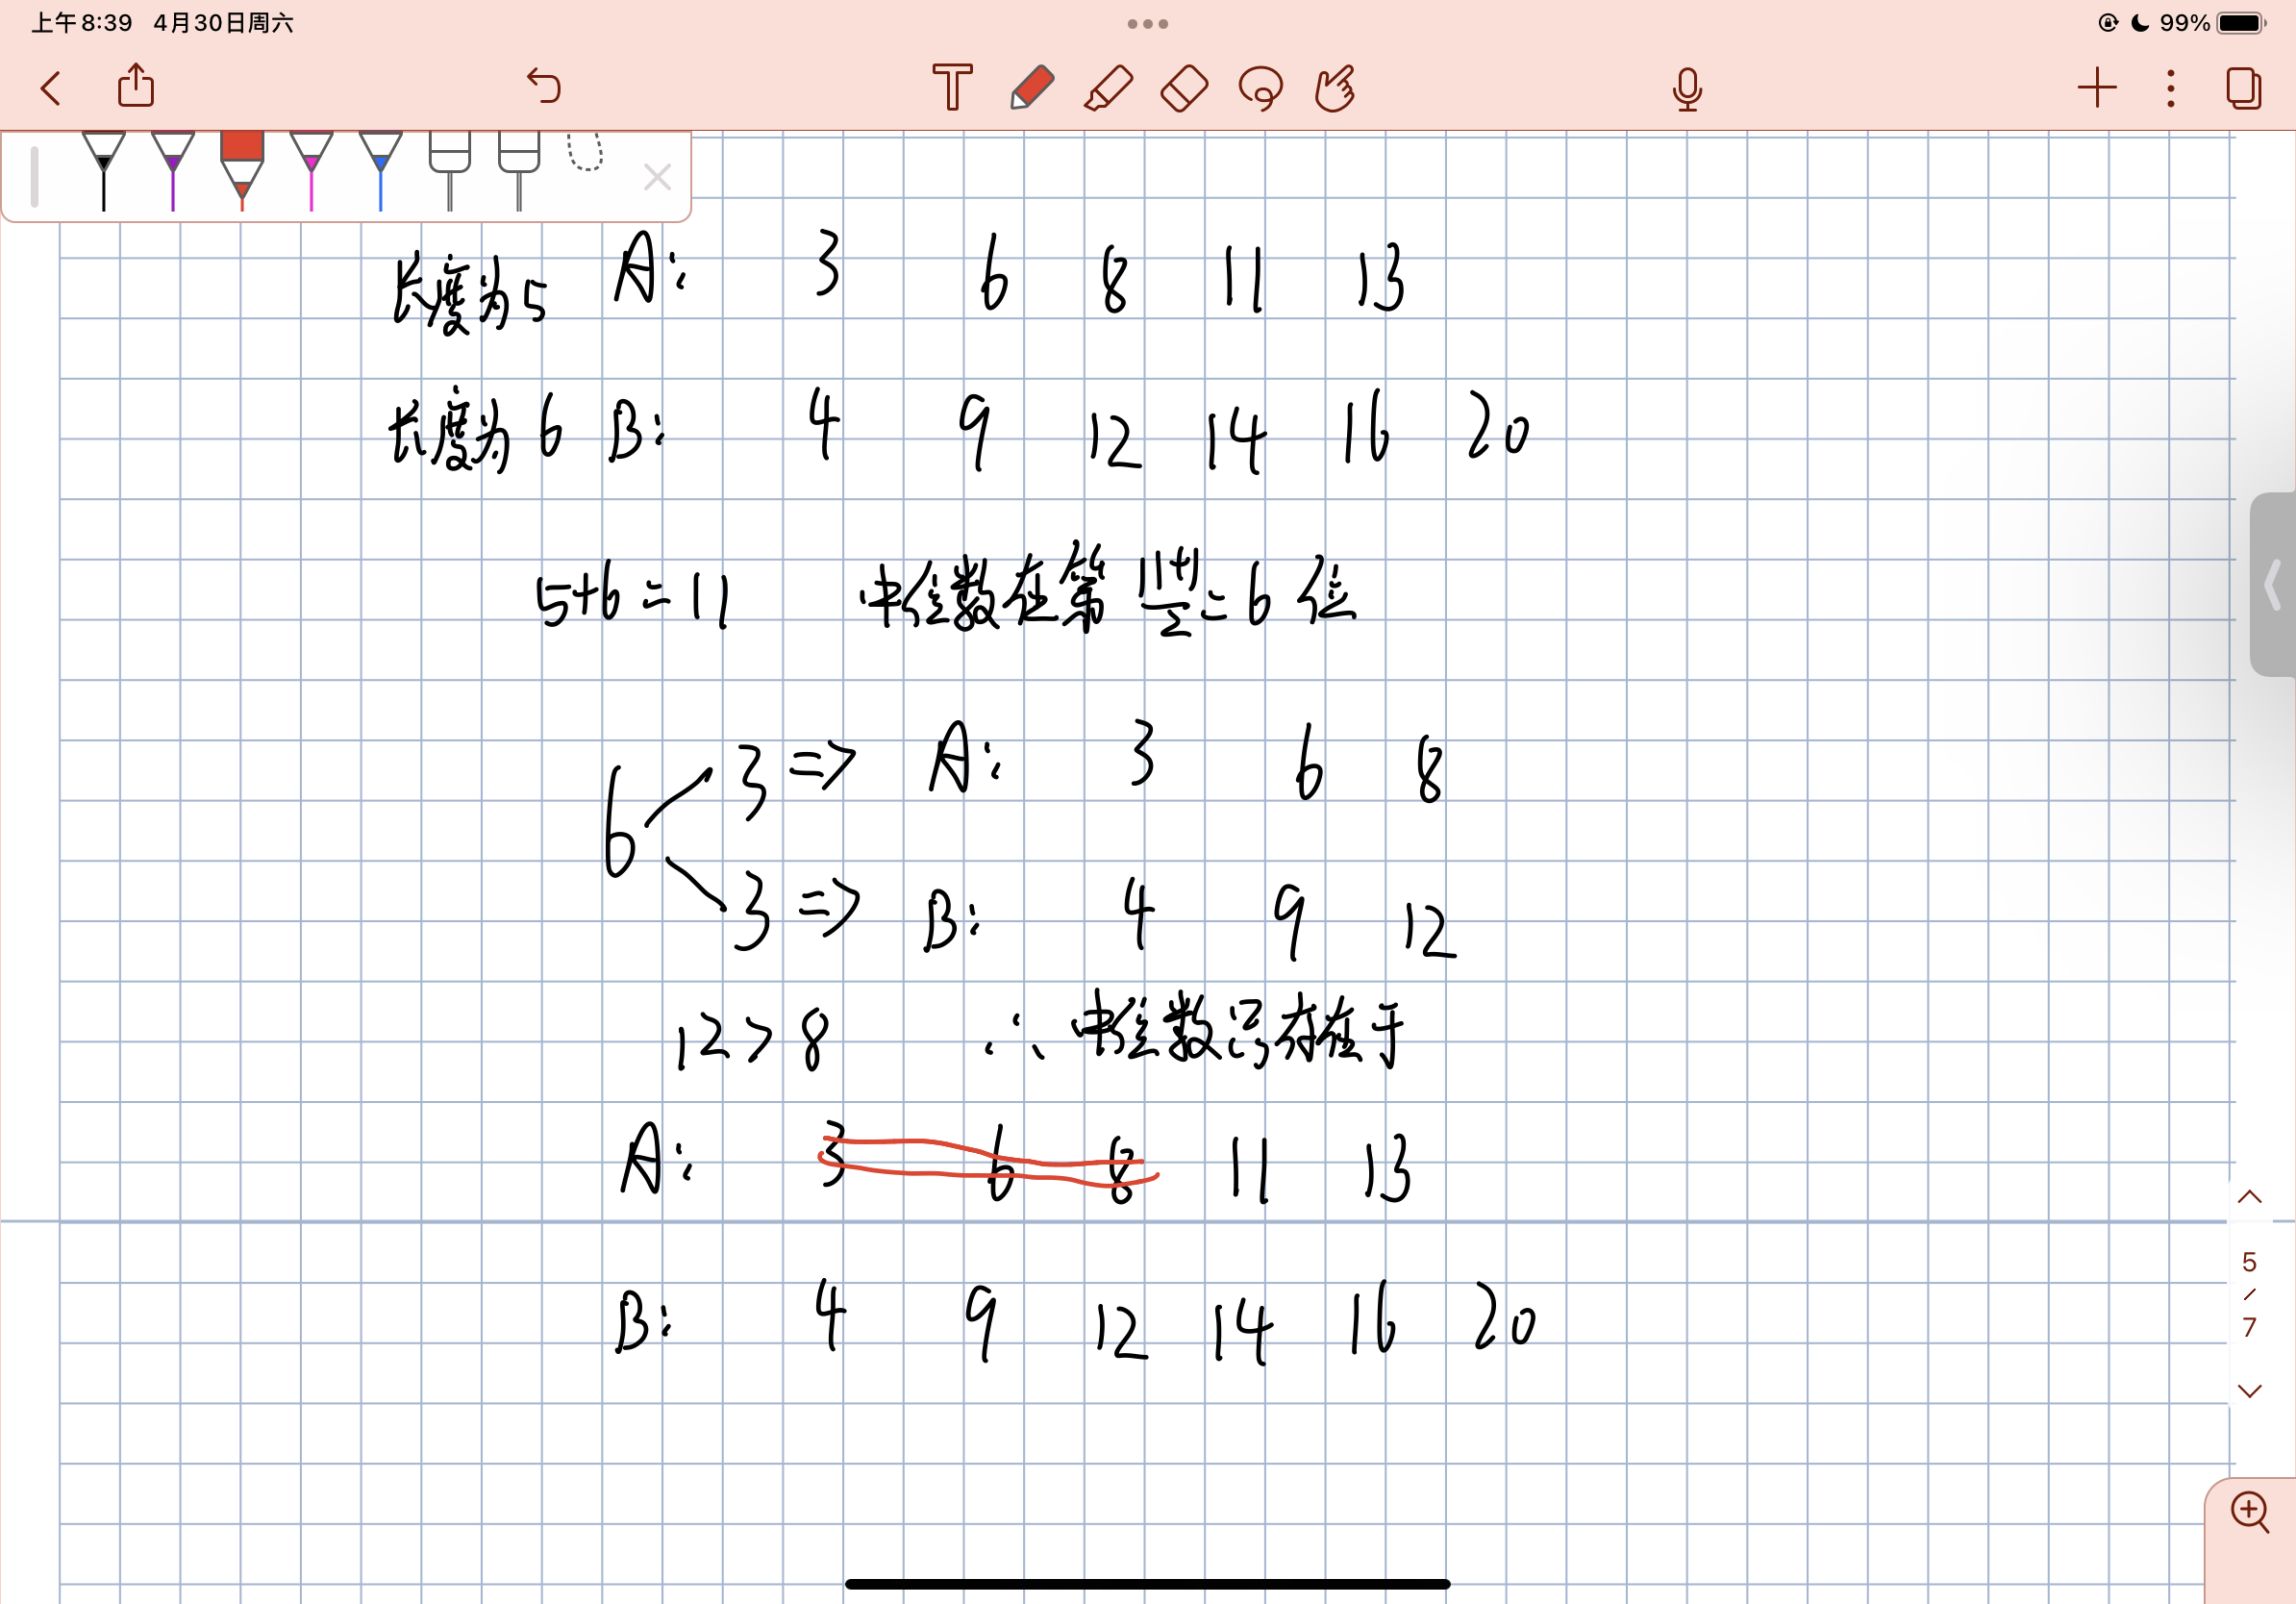 上午8:39 4月30日周六
99%
长度为5 A: 3 6 8 11 13
长度为6 B: 4 9 12 14 16 20
5+6=11 中位数在第 11+1/2=6 位
6 3 => A: 3 6 8
3 => B: 4 9 12
12>8 ∴ 中位数只存在于
A: 3 6 8 11 13
B: 4 9 12 14 16 20
5
/
7